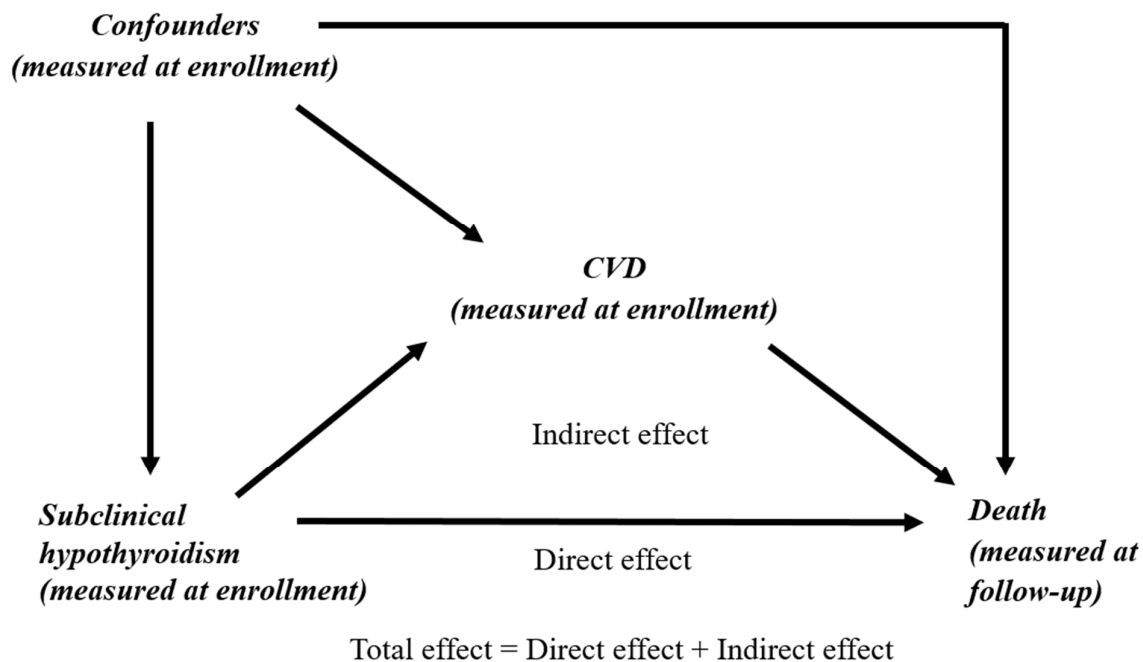 Confounders
(measured at enrollment)
CVD
(measured at enrollment)
Indirect effect
Subclinical
hypothyroidism
(measured at enrollment)
Direct effect
Death
(measured at
follow-up)
Total effect = Direct effect + Indirect effect